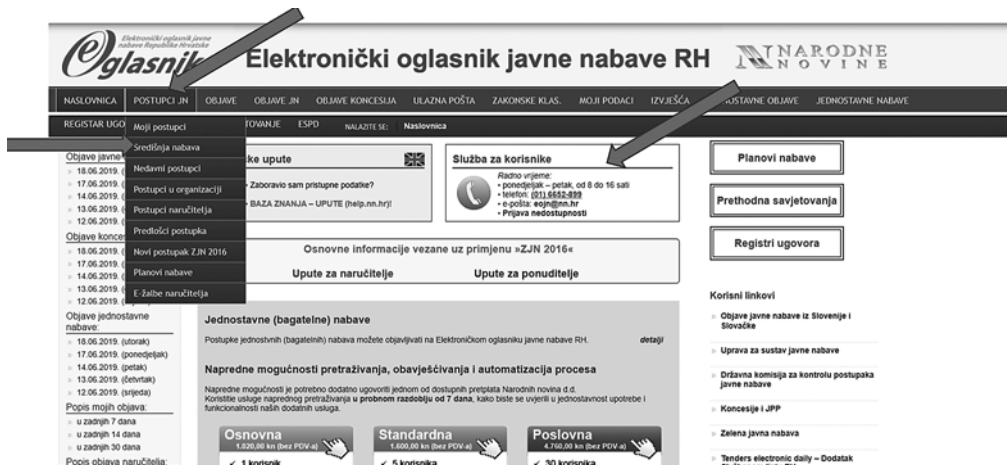 Elektronički oglasnik javne
nabave Republike Hrvatske
Oglasnik
Elektronički oglasnik javne nabave RH
NARODNE
NOVINE
NASLOVNICA POSTUPCI JN OBJAVE OBJAVE JN OBJAVE KONCESIJA ULAZNA POŠTA ZAKONSKE KLAS. MOJI PODACI IZVJEŠĆA NOSTAVNE OBJAVE JEDNOSTAVNE NABAVE
REGISTAR UGO TOVANJE ESPD NALAZITE SE: Naslovnica
Moji postupci
Središnja nabava
Nedavni postupci
Postupci u organizaciji
Postupci naručitelja
Predlošci postupka
Novi postupak ZJN 2016
Planovi nabave
E-žalbe naručitelja
Objave javne
18.06.2019. (
17.06.2019. (
14.06.2019. (
13.06.2019. (
12.06.2019. (
Objave konces
18.06.2019. (
17.06.2019. (
14.06.2019. (
13.06.2019. (
12.06.2019. (
Objave jednostavne
nabave:
18.06.2019. (utorak)
17.06.2019. (ponedjeljak)
14.06.2019. (petak)
13.06.2019. (četvrtak)
12.06.2019. (srijeda)
Popis mojih objava:
u zadnjih 7 dana
u zadnjih 14 dana
u zadnjih 30 dana
Popis objava naručitelja:
ke upute
Zaboravio sam pristupne podatke?
BAZA ZNANJA – UPUTE (help.nn.hr)!
Služba za korisnike
Radno vrijeme:
• ponedjeljak – petak, od 8 do 16 sati
• telefon: (01) 6652-899
• e-pošta: eojn@nn.hr
• Prijava nedostupnosti
Osnovne informacije vezane uz primjenu »ZJN 2016«
Upute za naručitelje Upute za ponuditelje
Jednostavne (bagatelne) nabave
Postupke jednostvnih (bagatelnih) nabava možete objavljivati na Elektroničkom oglasniku javne nabave RH. detalji
Napredne mogućnosti pretraživanja, obavješćivanja i automatizacija procesa
Napredne mogućnosti je potrebno dodatno ugovoriti jednom od dostupnih pretplata Narodnih novina d.d.
Koristitie usluge naprednog pretraživanja u probnom razdoblju od 7 dana, kako biste se uvjerili u jednostavnost upotrebe i
funkcionalnosti naših dodatnih usluga.
Osnovna
1.020,00 kn (bez PDV-a)
✓ 1 korisnik
Standardna
1.600,00 kn (bez PDV-a)
✓ 5 korisnika
Poslovna
4.760,00 kn (bez PDV-a)
✓ 30 korisnika
Planovi nabave
Prethodna savjetovanja
Registri ugovora
Korisni linkovi
Objave javne nabave iz Slovenije i
Slovačke
Uprava za sustav javne nabave
Državna komisija za kontrolu postupaka
javne nabave
Koncesije i JPP
Zelena javna nabava
Tenders electronic daily – Dodatak